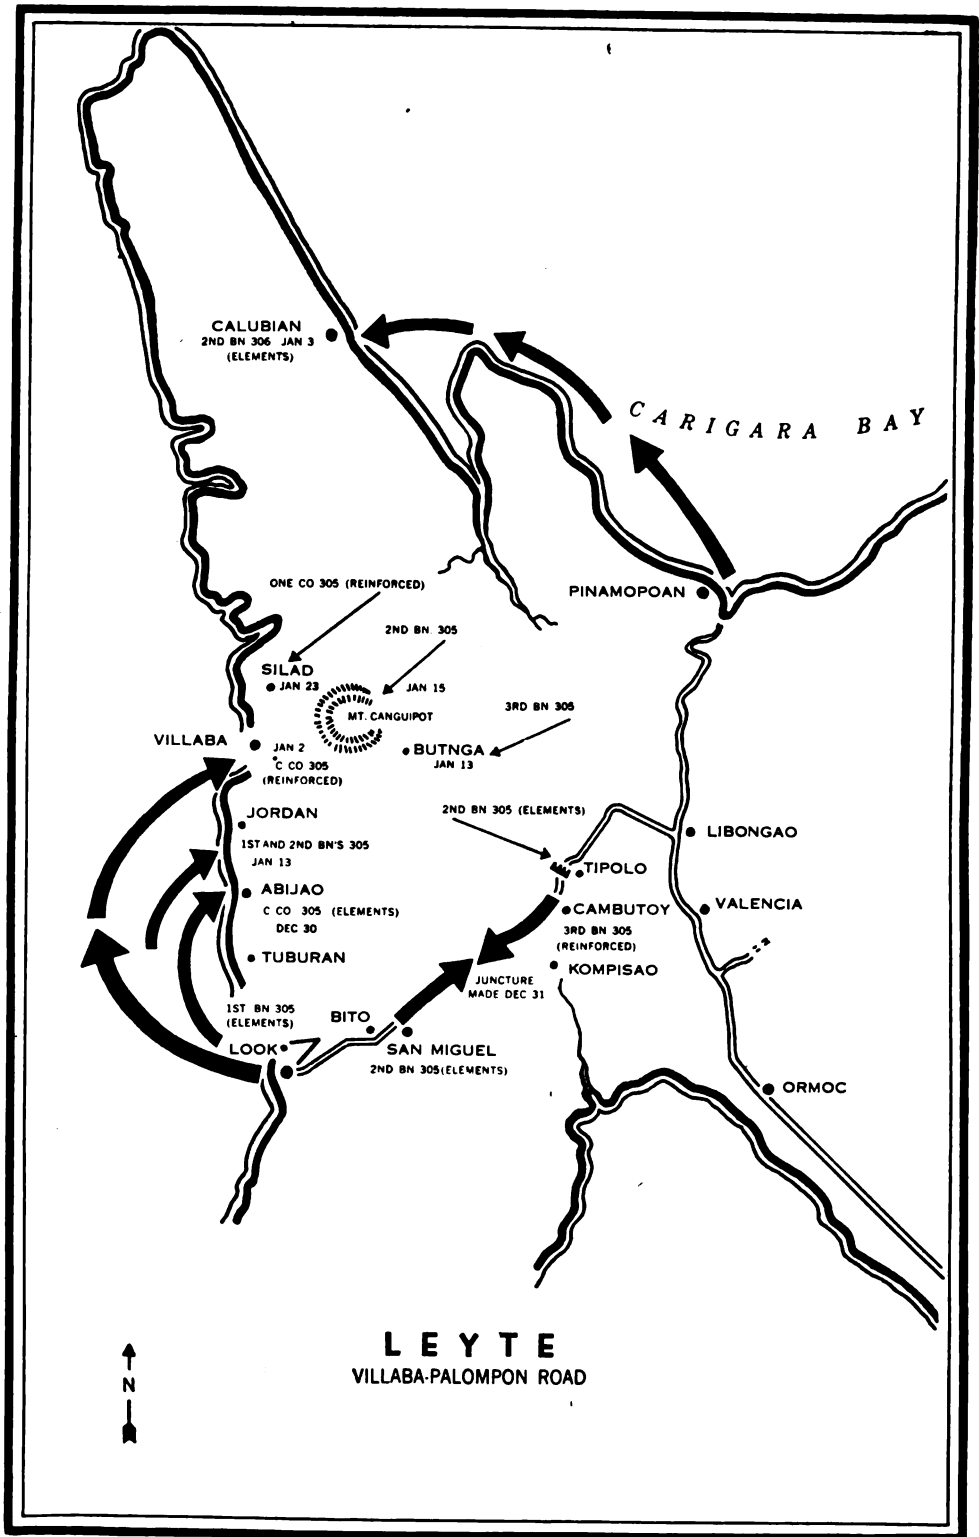 CALUBIAN
2ND BN 306 JAN 3
(ELEMENTS)
CARIGARA BAY
ONE CO 305 (REINFORCED)
PINAMOPOAN
2ND BN. 305
SILAD
JAN 23
JAN 15
MT. CANGUIPOT
3RD BN 305
VILLABA
JAN 2
C CO 305
(REINFORCED)
BUTNGA
JAN 13
JORDAN
2ND BN 305 (ELEMENTS)
1ST AND 2ND BN'S 305
JAN 13
LIBONGAO
TIPOLO
ABIJAO
C CO 305 (ELEMENTS)
DEC 30
CAMBUTOY
3RD BN 305
(REINFORCED)
VALENCIA
TUBURAN
KOMPISAO
JUNCTURE
MADE DEC 31
1ST BN 305
(ELEMENTS)
BITO
LOOK
SAN MIGUEL
2ND BN 305(ELEMENTS)
ORMOC
LEYTE
VILLABA-PALOMPON ROAD
N